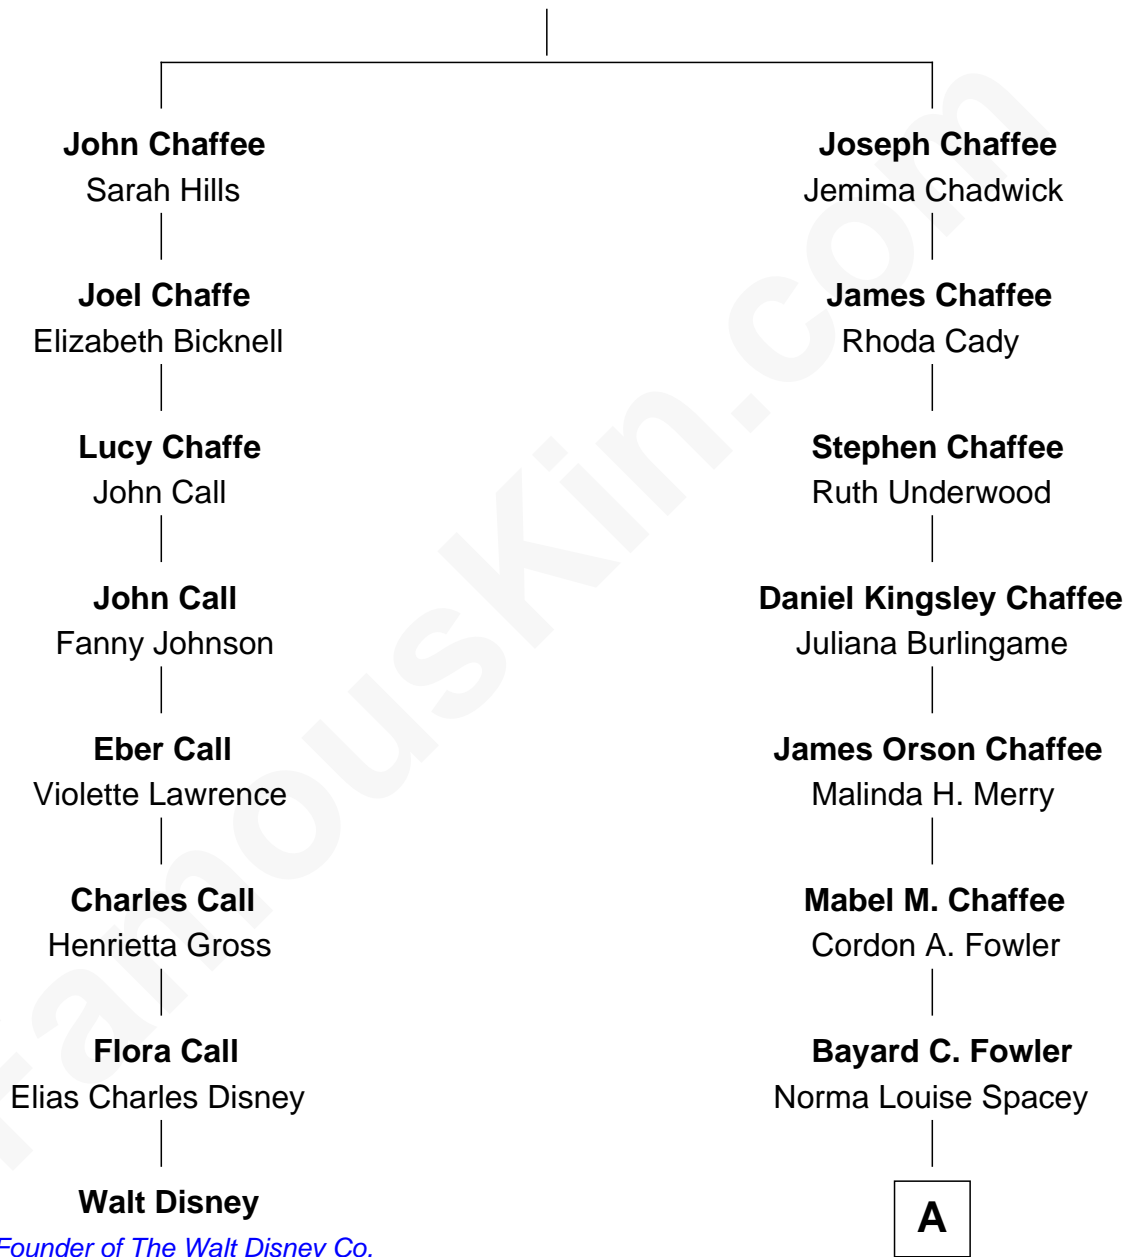 John Chaffee
Sarah Hills
Joel Chaffe
Elizabeth Bicknell
Lucy Chaffe
John Call
John Call
Fanny Johnson
Eber Call
Violette Lawrence
Charles Call
Henrietta Gross
Flora Call
Elias Charles Disney
Walt Disney
Founder of The Walt Disney Co.
Joseph Chaffee
Jemima Chadwick
James Chaffee
Rhoda Cady
Stephen Chaffee
Ruth Underwood
Daniel Kingsley Chaffee
Juliana Burlingame
James Orson Chaffee
Malinda H. Merry
Mabel M. Chaffee
Cordon A. Fowler
Bayard C. Fowler
Norma Louise Spacey
A
FamousKin.com